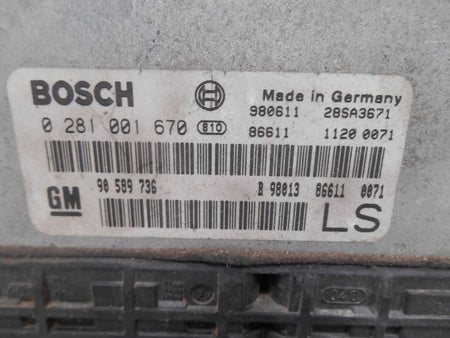 BOSCH Made in Germany
980611 28SA3671
0 281 001 670 810 86611 1120 0071
90 589 736 R 98013 86611 0071
GM LS